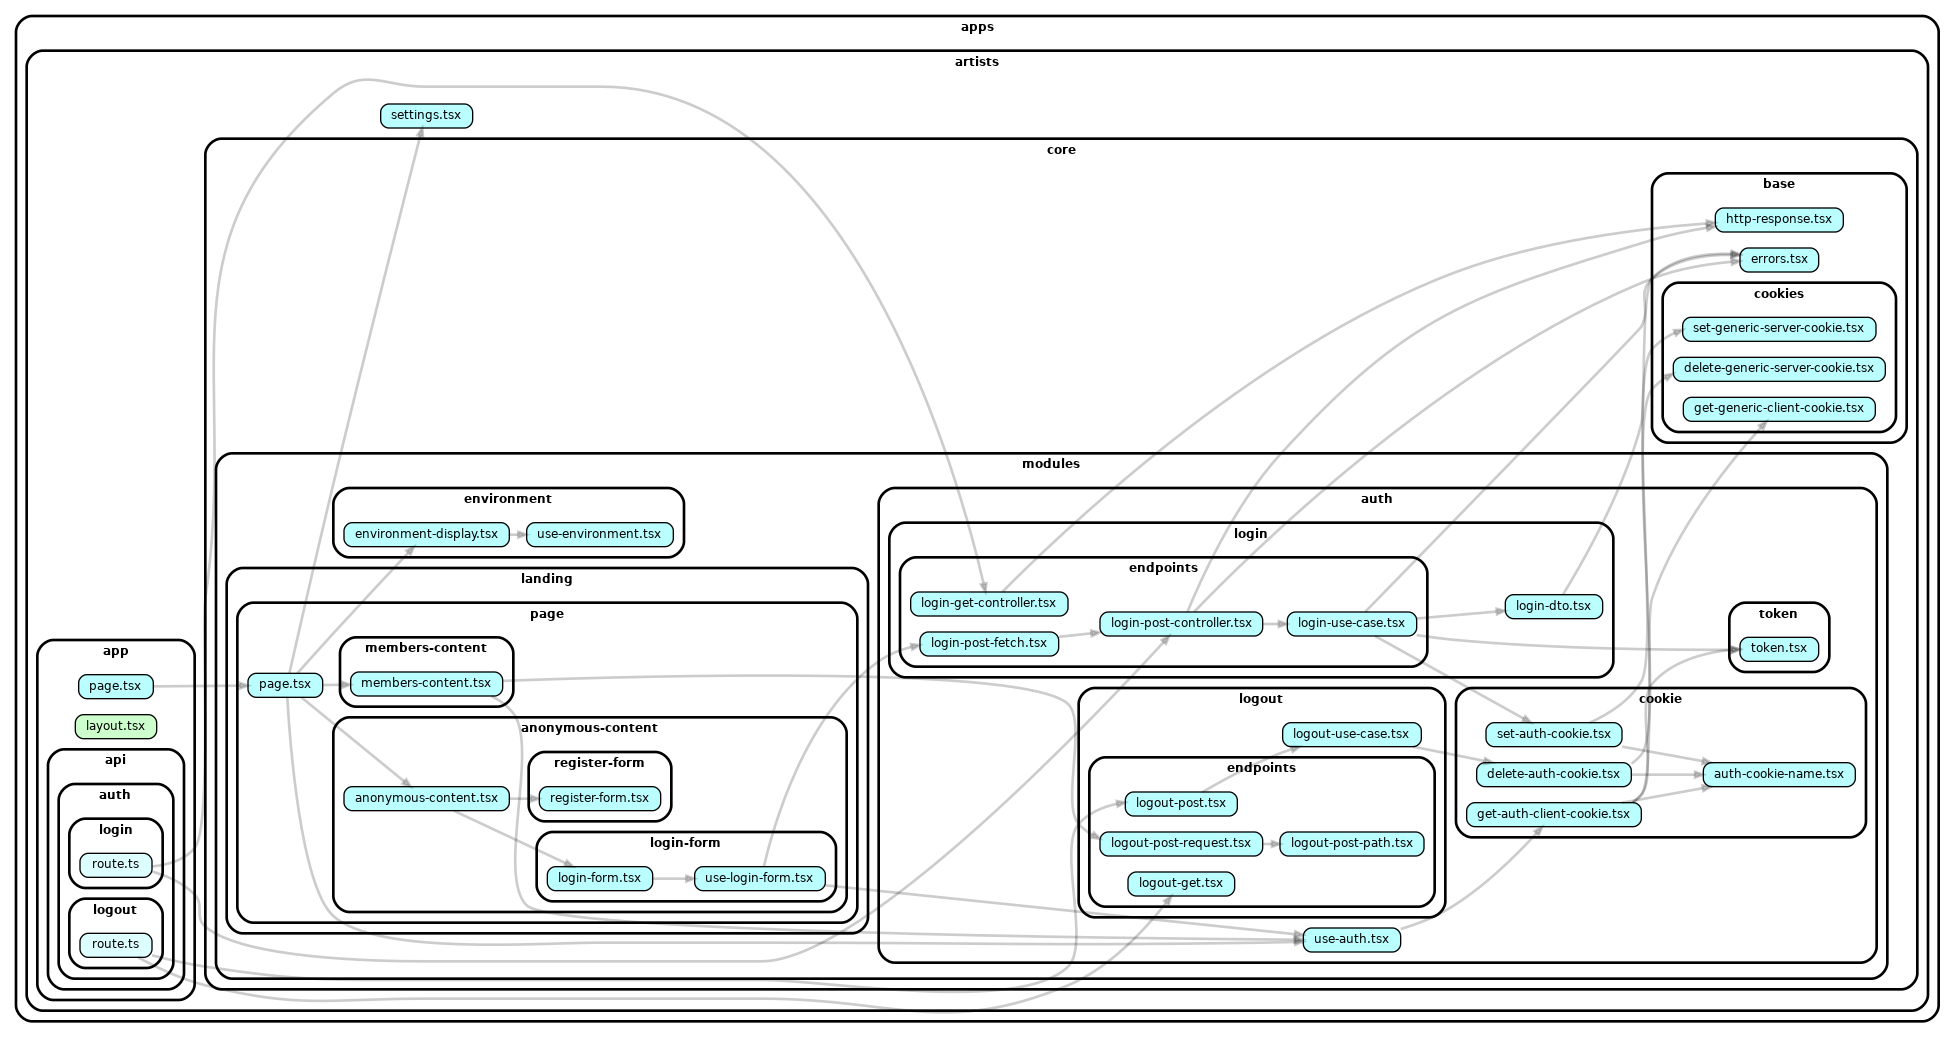 apps
artists
settings.tsx
core
base
http-response.tsx
errors.tsx
cookies
set-generic-server-cookie.tsx
delete-generic-server-cookie.tsx
get-generic-client-cookie.tsx
modules
environment
environment-display.tsx
use-environment.tsx
landing
page
page.tsx
members-content
members-content.tsx
anonymous-content
anonymous-content.tsx
register-form
register-form.tsx
login-form
login-form.tsx
use-login-form.tsx
auth
login
endpoints
login-get-controller.tsx
login-post-fetch.tsx
login-post-controller.tsx
login-use-case.tsx
login-dto.tsx
token
token.tsx
logout
logout-use-case.tsx
endpoints
logout-post.tsx
logout-post-request.tsx
logout-post-path.tsx
logout-get.tsx
cookie
set-auth-cookie.tsx
delete-auth-cookie.tsx
get-auth-client-cookie.tsx
auth-cookie-name.tsx
use-auth.tsx
app
page.tsx
layout.tsx
api
auth
login
route.ts
logout
route.ts